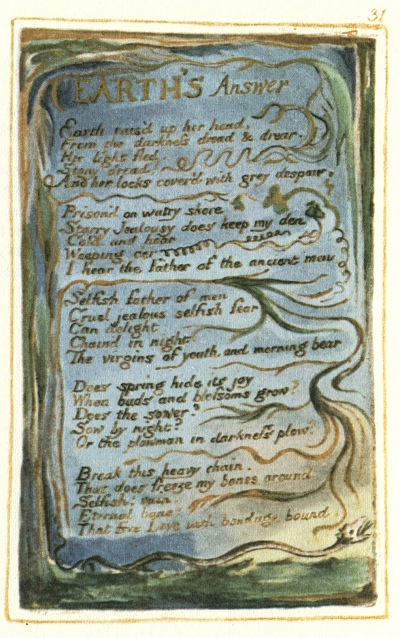 31
EARTH'S Answer
Earth rais'd up her head,
From the darkness dread & drear.
Her light fled:
Stony dread!
And her locks cover'd with grey despair.
Prison'd on watry shore
Starry Jealousy does keep my den
Cold and hoar
Weeping o'er
I hear the father of the ancient men
Selfish father of men
Cruel jealous selfish fear
Can delight
Chain'd in night
The virgins of youth and morning bear
Does spring hide its joy
When buds and blossoms grow?
Does the sower?
Sow by night?
Or the plowman in darkness plow?
Break this heavy chain.
That does freeze my bones around
Selfish! vain,
Eternal bane!
That free Love with bondage bound.